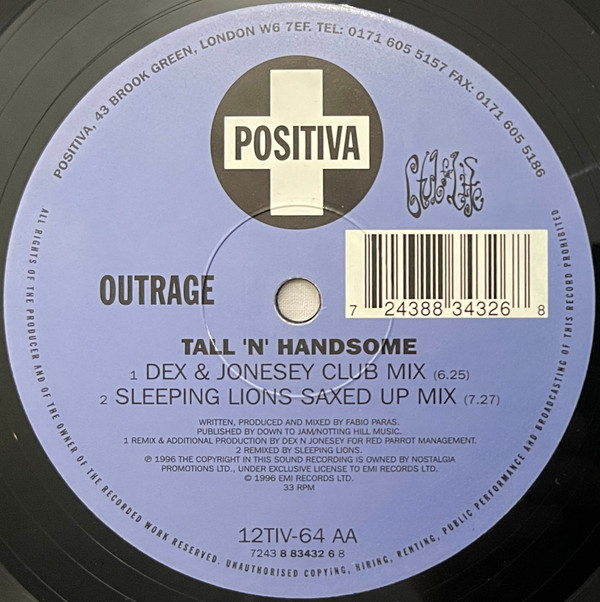 POSITIVA, 43 BROOK GREEN, LONDON W6 7EF. TEL: 0171 605 5157 FAX: 0171 605 5186
POSITIVA
7 24388 34326 8
OUTRAGE
TALL 'N' HANDSOME
1 DEX & JONESEY CLUB MIX (6.25)
2 SLEEPING LIONS SAXED UP MIX (7.27)
WRITTEN, PRODUCED AND MIXED BY FABIO PARAS.
PUBLISHED BY DOWN TO JAM/NOTTING HILL MUSIC.
1 REMIX & ADDITIONAL PRODUCTION BY DEX N JONESEY FOR RED PARROT MANAGEMENT.
2 REMIXED BY SLEEPING LIONS.
℗ 1996 THE COPYRIGHT IN THIS SOUND RECORDING IS OWNED BY NOSTALGIA
PROMOTIONS LTD., UNDER EXCLUSIVE LICENSE TO EMI RECORDS LTD.
© 1996 EMI RECORDS LTD.
33 RPM
12TIV-64 AA
7243 8 83432 6 8
ALL RIGHTS OF THE PRODUCER AND OF THE OWNER OF THE RECORDED WORK RESERVED. UNAUTHORISED COPYING, HIRING, RENTING, PUBLIC PERFORMANCE AND BROADCASTING OF THIS RECORD PROHIBITED